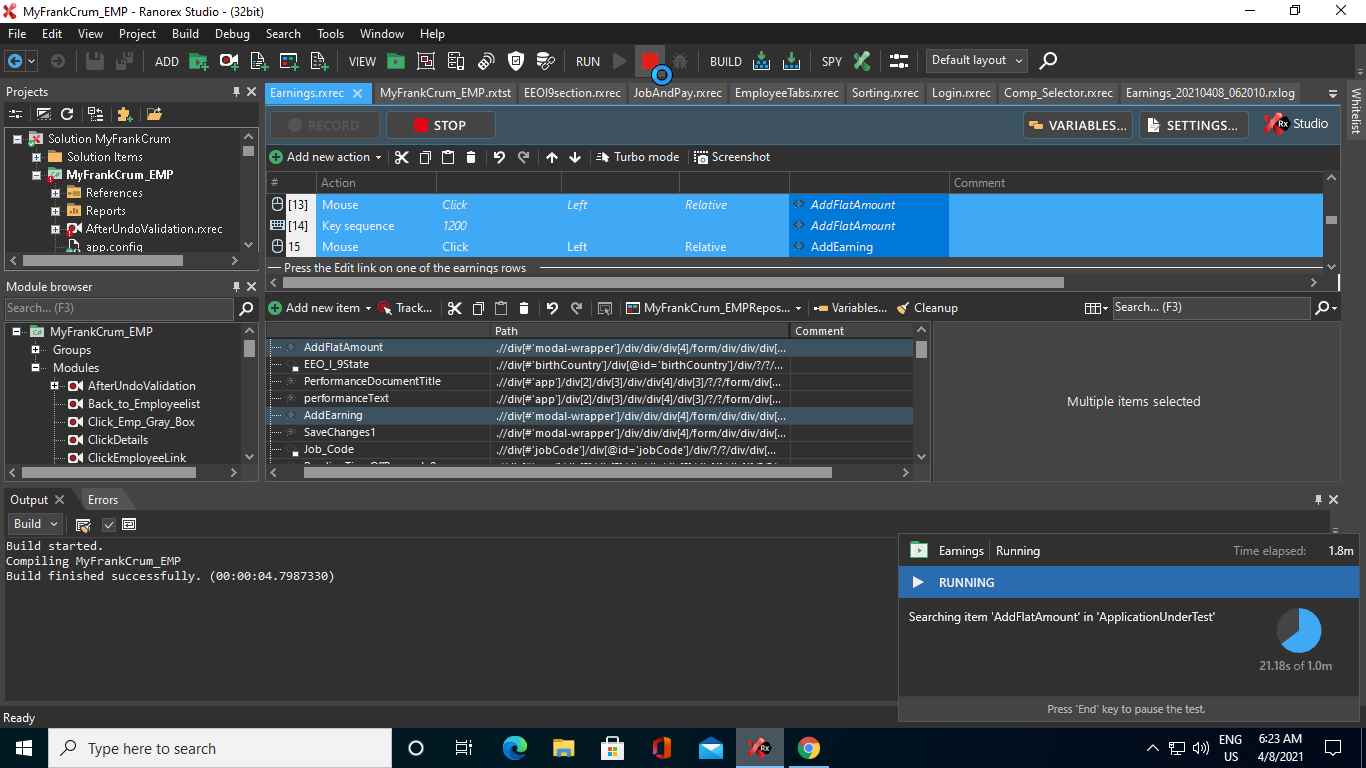 MyFrankCrum_EMP - Ranorex Studio - (32bit)
File Edit View Project Build Debug Search Tools Window Help
ADD VIEW RUN BUILD SPY Default layout
Projects
Solution MyFrankCrum
Solution Items
MyFrankCrum_EMP
References
Reports
AfterUndoValidation.rxrec
app.config
Module browser
Search... (F3)
MyFrankCrum_EMP
Groups
Modules
AfterUndoValidation
Back_to_Employeelist
Click_Emp_Gray_Box
ClickDetails
ClickEmployeeLink
Earnings.rxrec MyFrankCrum_EMP.rxtst EEOI9section.rxrec JobAndPay.rxrec EmployeeTabs.rxrec Sorting.rxrec Login.rxrec Comp_Selector.rxrec Earnings_20210408_062010.rxlog
Whitelist
RECORD STOP VARIABLES... SETTINGS... Rx Studio
Add new action Turbo mode Screenshot
# Action Comment
[13] Mouse Click Left Relative AddFlatAmount
[14] Key sequence 1200 AddFlatAmount
15 Mouse Click Left Relative AddEarning
Press the Edit link on one of the earnings rows
Add new item Track... MyFrankCrum_EMPRepos... Variables... Cleanup Search... (F3)
Path Comment
AddFlatAmount .//div[#'modal-wrapper']/div/div/div[4]/form/div/div/div[...
EEO_I_9State .//div[#'birthCountry']/div[@id='birthCountry']/div/?/?/...
PerformanceDocumentTitle .//div[#'app']/div[2]/div[3]/div/div[4]/div[3]/?/?/form/div[...
performanceText .//div[#'app']/div[2]/div[3]/div/div[4]/div[3]/?/?/form/div[...
AddEarning .//div[#'modal-wrapper']/div/div/div[4]/form/div/div/div[...
SaveChanges1 .//div[#'modal-wrapper']/div/div/div[4]/form/div/div/div[...
Job_Code .//div[#'jobCode']/div[@id='jobCode']/div/?/?/div/div[...
Multiple items selected
Output Errors
Build
Build started.
Compiling MyFrankCrum_EMP
Build finished successfully. (00:00:04.7987330)
Earnings Running Time elapsed: 1.8m
RUNNING
Searching item 'AddFlatAmount' in 'ApplicationUnderTest'
21.18s of 1.0m
Press 'End' key to pause the test.
Ready
Type here to search
Rx
ENG
US
6:23 AM
4/8/2021